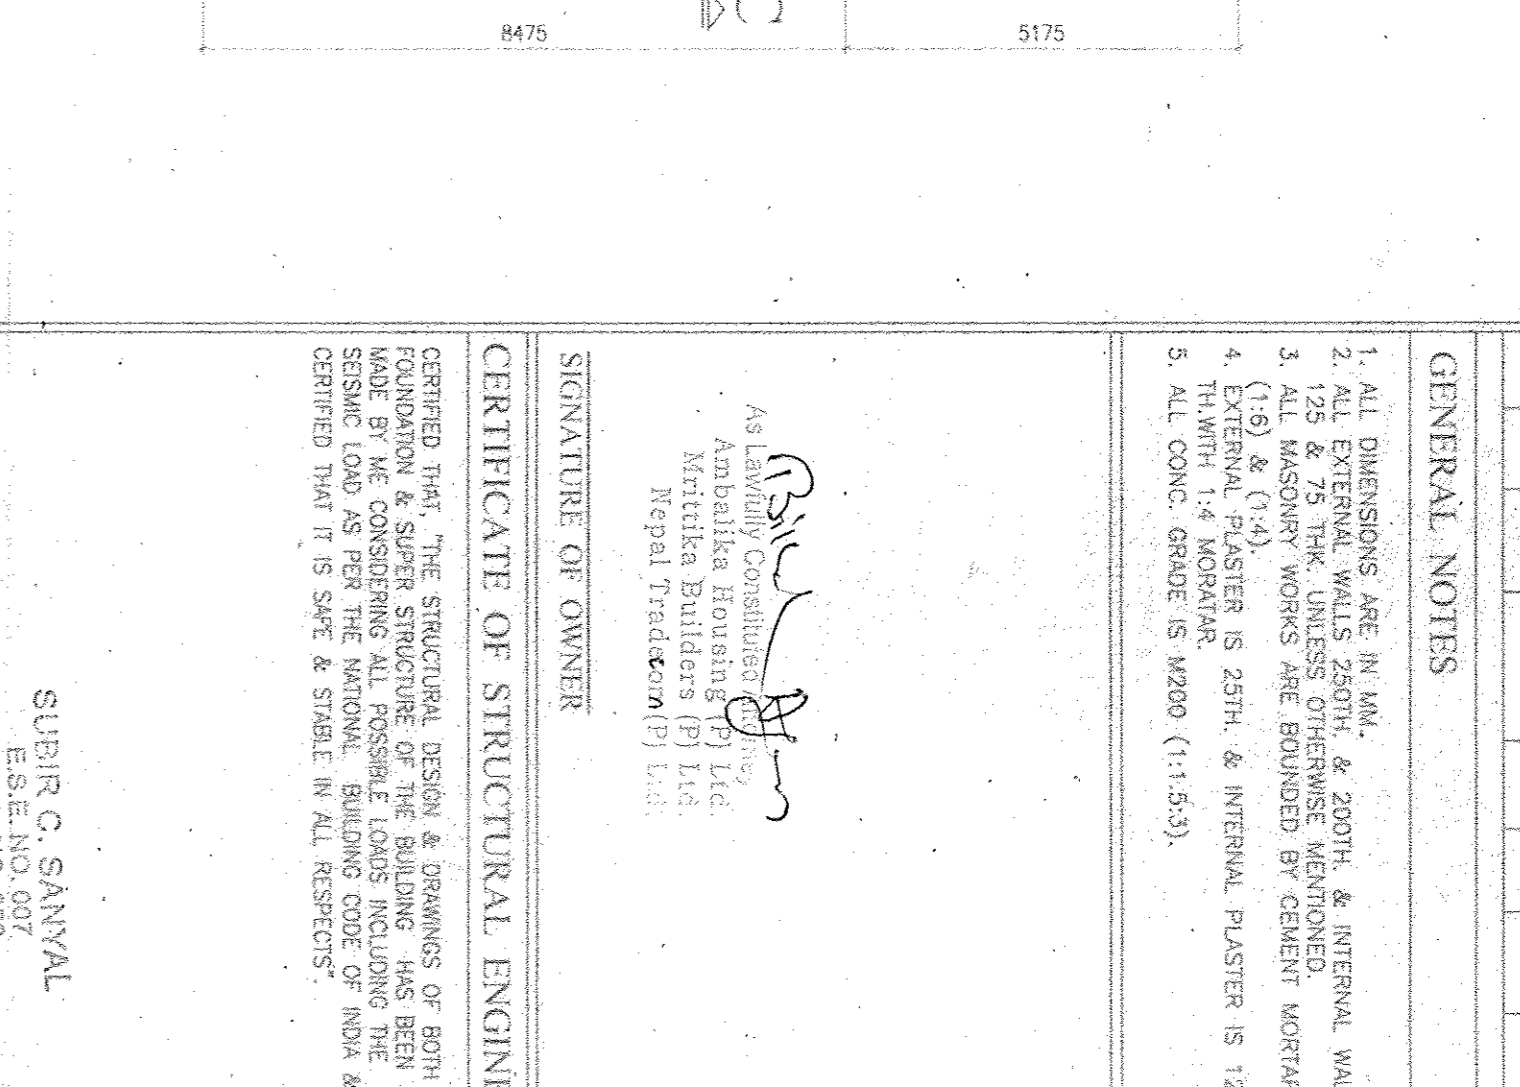 8475
5175
GENERAL NOTES
1. ALL DIMENSIONS ARE IN MM.
2. ALL EXTERNAL WALLS 250TH. & 200TH. & INTERNAL WAL
125 & 75 THK. UNLESS OTHERWISE MENTIONED.
3. ALL MASONRY WORKS ARE BOUNDED BY CEMENT MORTAR
(1:6) & (1:4).
4. EXTERNAL PLASTER IS 25TH. & INTERNAL PLASTER IS 12
TH.WITH 1:4 MORATAR.
5. ALL CONC. GRADE IS M200 (1:1.5:3).
As Lawfully Constituted
Ambalika Housing (P) Ltd.
Mrittika Builders (P) Ltd.
Nepal Tradecom (P) Ltd.
SIGNATURE OF OWNER
CERTIFICATE OF STRUCTURAL ENGINE
CERTIFIED THAT, "THE STRUCTURAL DESIGN & DRAWINGS OF BOTH
FOUNDATION & SUPER STRUCTURE OF THE BUILDING HAS BEEN
MADE BY ME CONSIDERING ALL POSSIBLE LOADS INCLUDING THE
SEISMIC LOAD AS PER THE NATIONAL BUILDING CODE OF INDIA &
CERTIFIED THAT IT IS SAFE & STABLE IN ALL RESPECTS".
SUBIR C. SANYAL
E.S.E. NO. 007